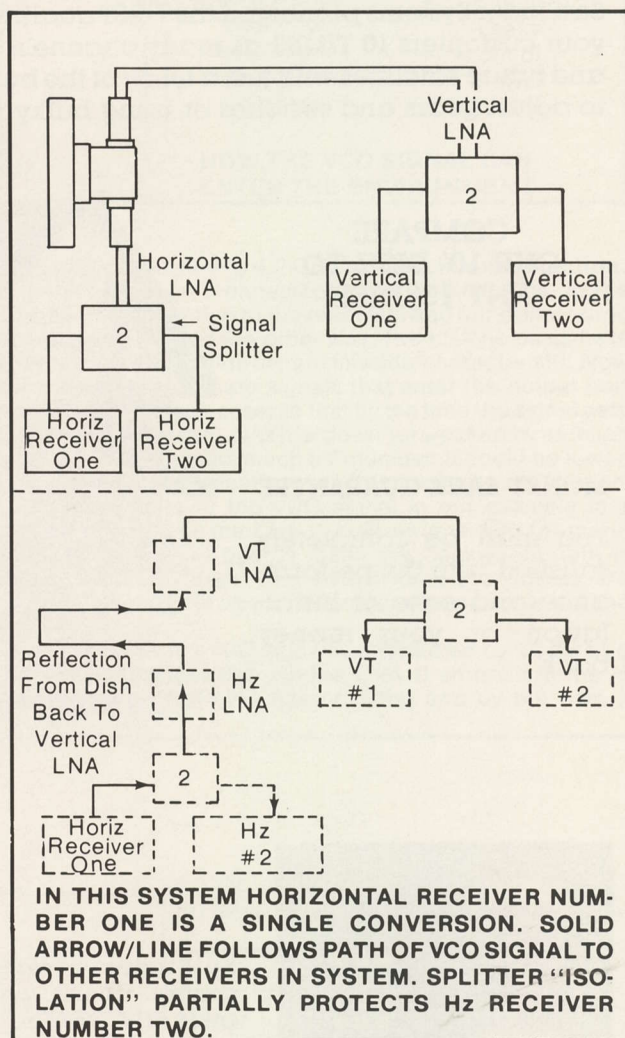 Vertical
LNA
2
Vertical
Receiver
One
Vertical
Receiver
Two
Horizontal
LNA
2
Signal
Splitter
Horiz
Receiver
One
Horiz
Receiver
Two
VT
LNA
2
VT
#1
VT
#2
Reflection
From Dish
Back To
Vertical
LNA
Hz
LNA
2
Horiz
Receiver
One
Hz
#2
IN THIS SYSTEM HORIZONTAL RECEIVER NUM-
BER ONE IS A SINGLE CONVERSION. SOLID
ARROW/LINE FOLLOWS PATH OF VCO SIGNAL TO
OTHER RECEIVERS IN SYSTEM. SPLITTER “ISO-
LATION” PARTIALLY PROTECTS Hz RECEIVER
NUMBER TWO.